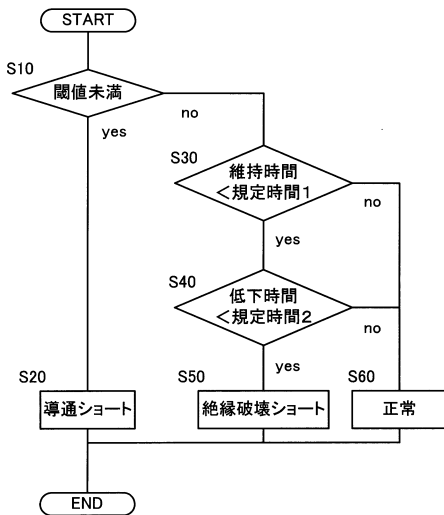 START
S10
閾値未満
no
yes
S30
維持時間
<規定時間1
no
yes
S40
低下時間
<規定時間2
no
yes
S20
導通ショート
S50
絶縁破壊ショート
S60
正常
END